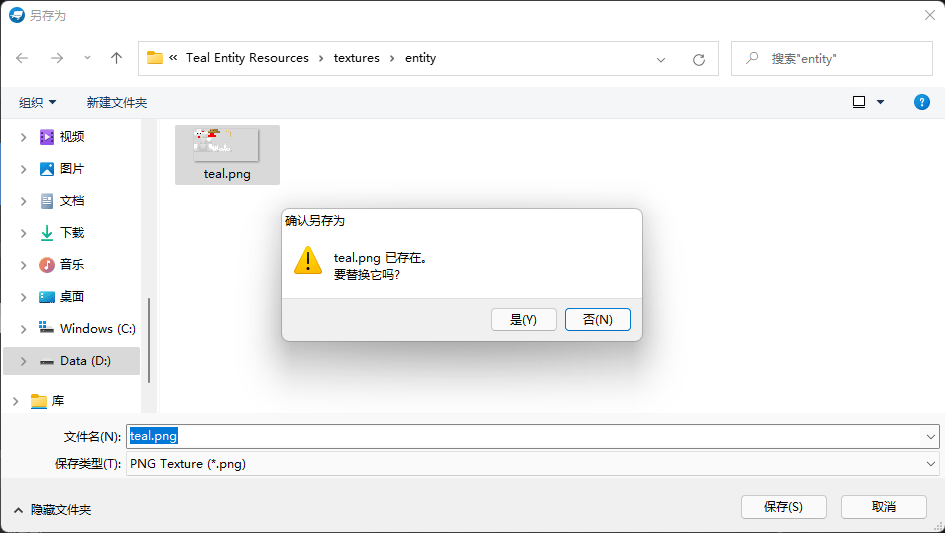 另存为
« Teal Entity Resources › textures › entity
搜索"entity"
组织
新建文件夹
?
视频
图片
文档
下载
音乐
桌面
Windows (C:)
Data (D:)
库
teal.png
确认另存为
teal.png 已存在。
要替换它吗?
是(Y)
否(N)
文件名(N):
teal.png
保存类型(T):
PNG Texture (*.png)
隐藏文件夹
保存(S)
取消